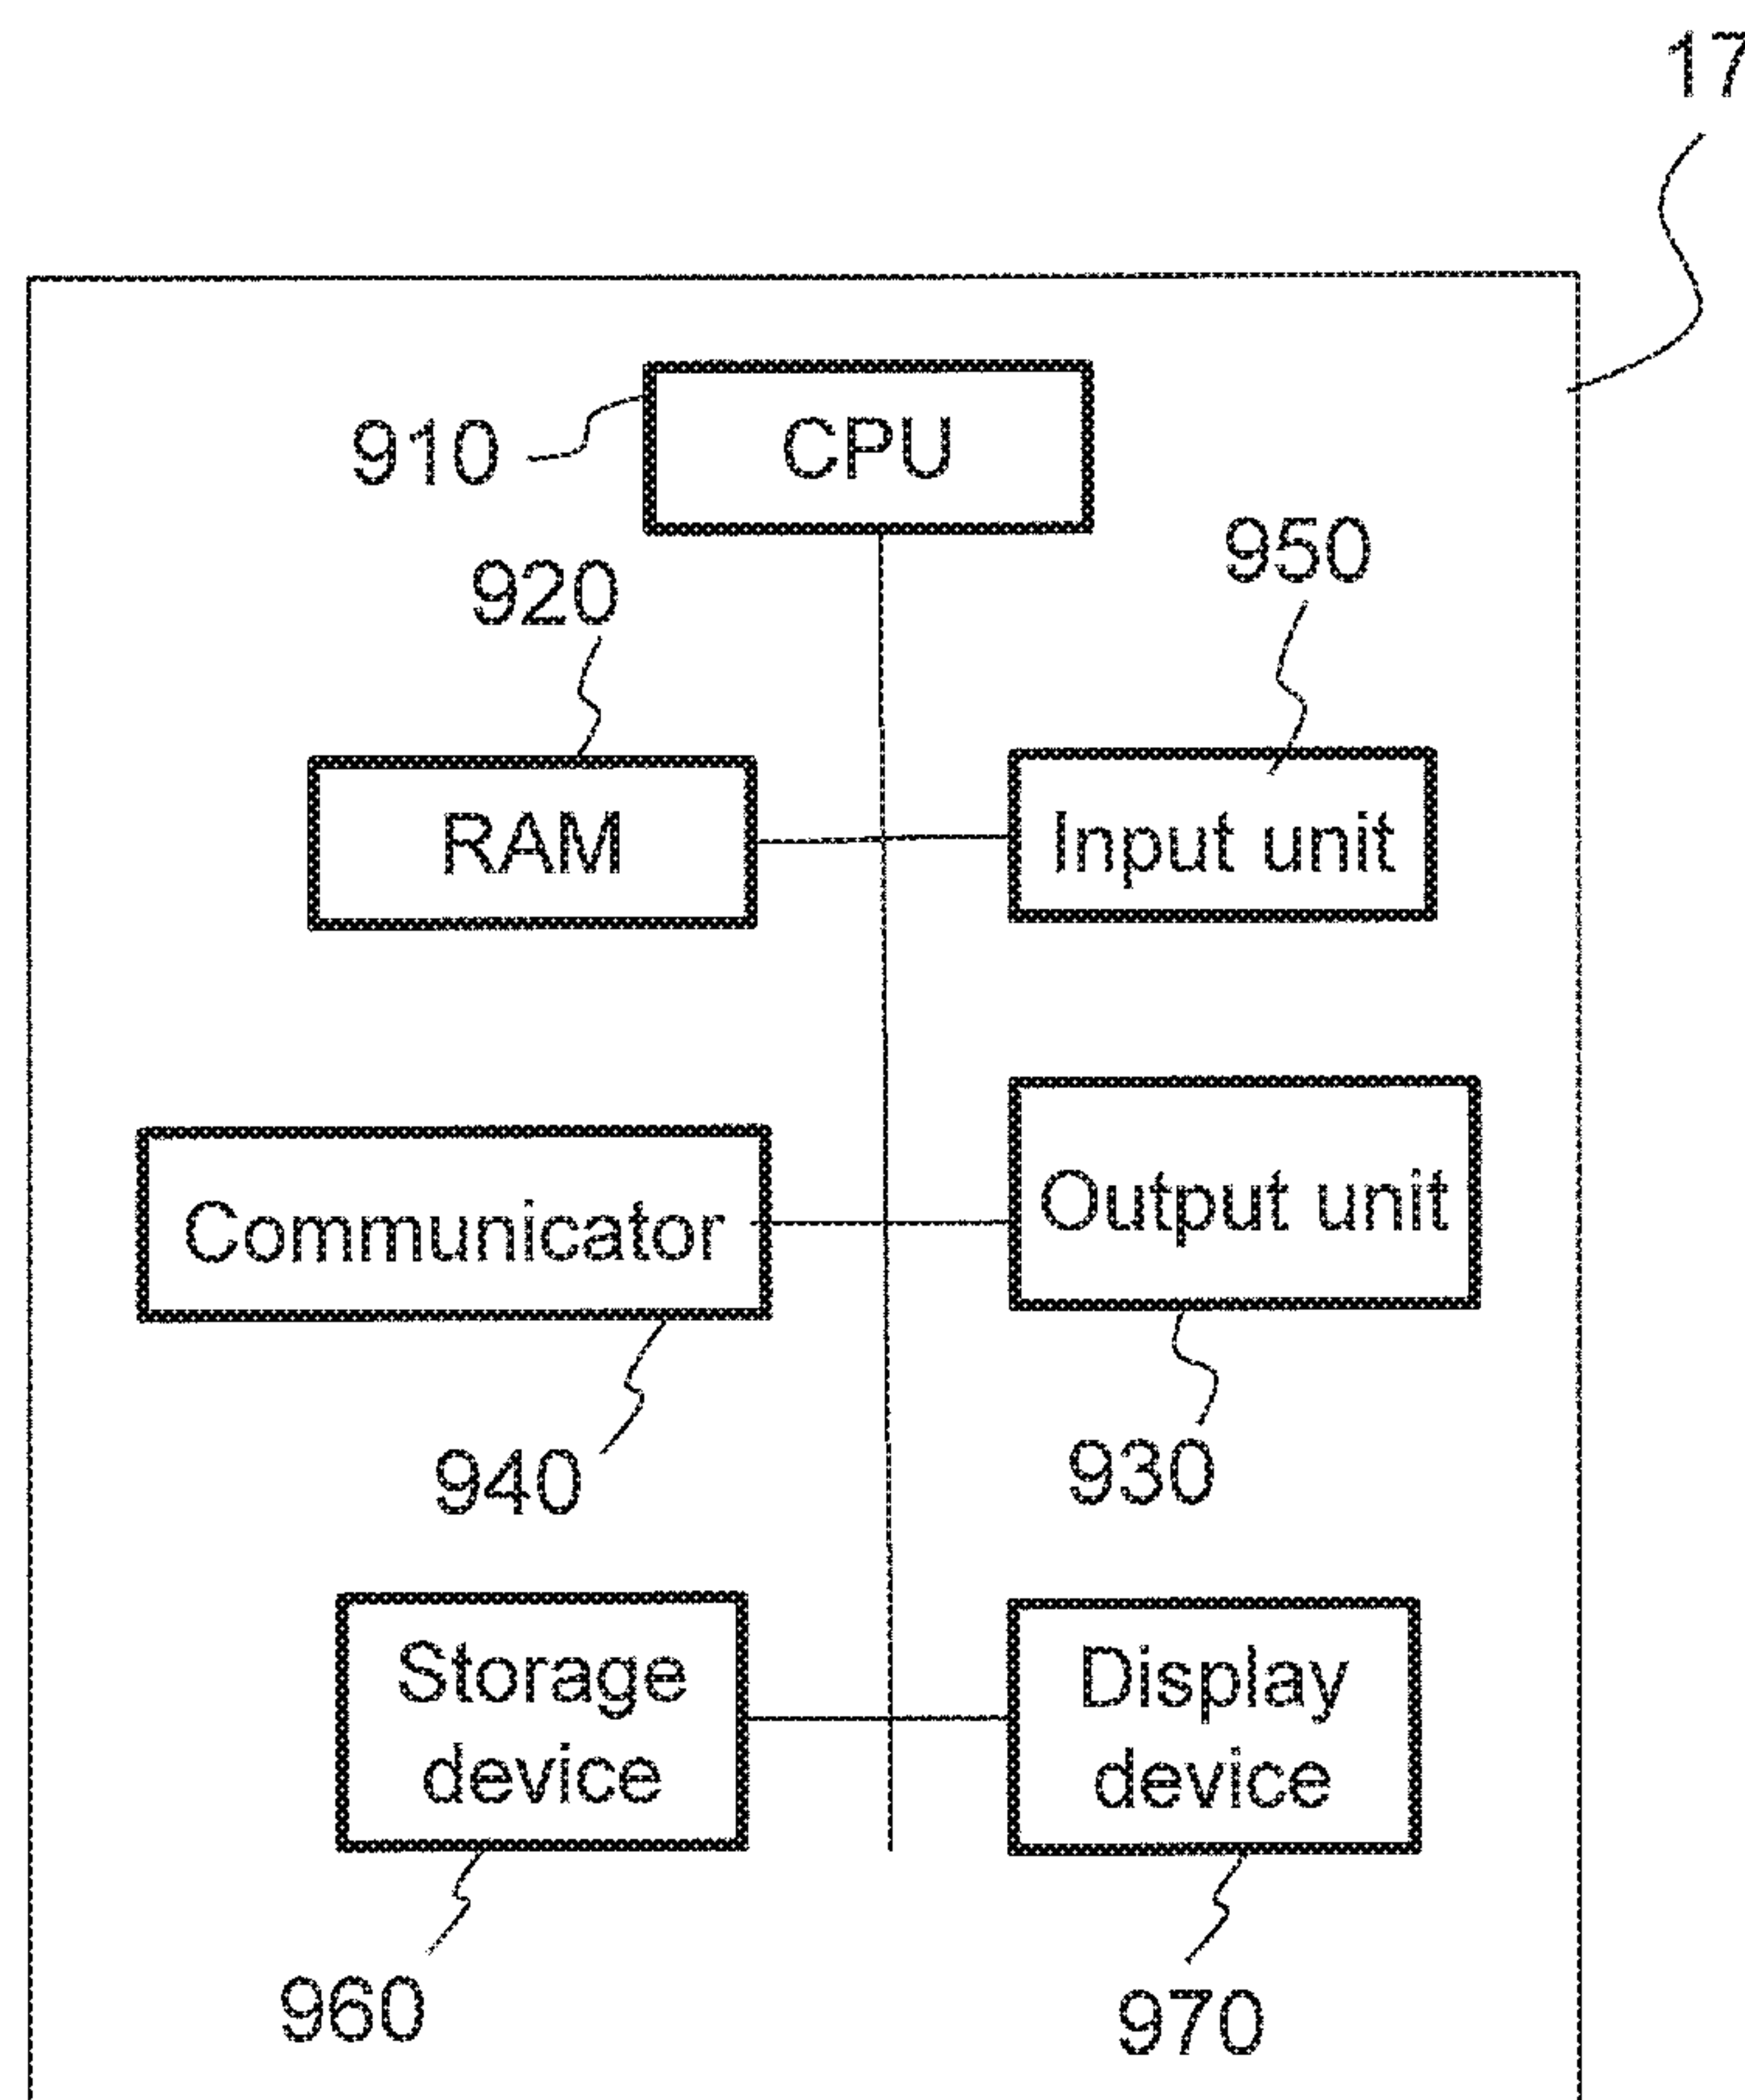 17
CPU
910
950
920
RAM
Input unit
Communicator
Output unit
940
930
Storage
device
Display
device
960
970